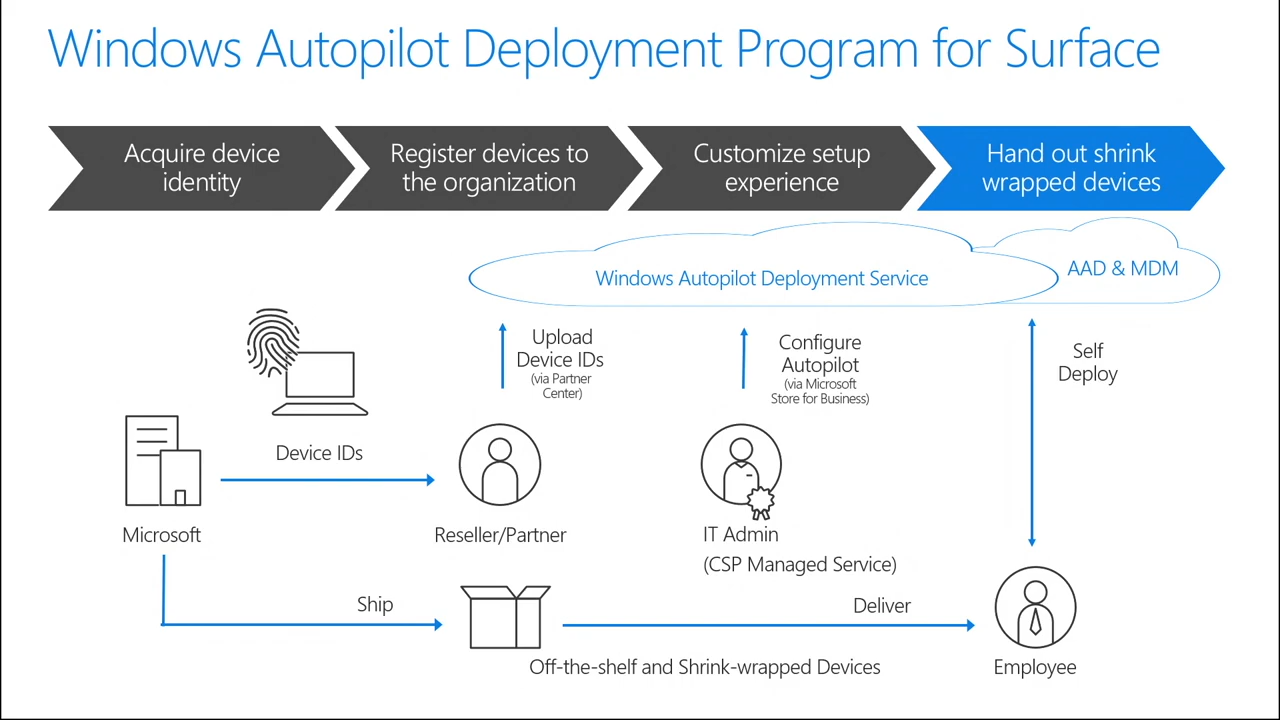 Windows Autopilot Deployment Program for Surface
Acquire device
identity
Register devices to
the organization
Customize setup
experience
Hand out shrink
wrapped devices
Windows Autopilot Deployment Service
AAD & MDM
Upload
Device IDs
(via Partner
Center)
Configure
Autopilot
(via Microsoft
Store for Business)
Self
Deploy
Device IDs
Microsoft
Reseller/Partner
IT Admin
(CSP Managed Service)
Ship
Deliver
Off-the-shelf and Shrink-wrapped Devices
Employee